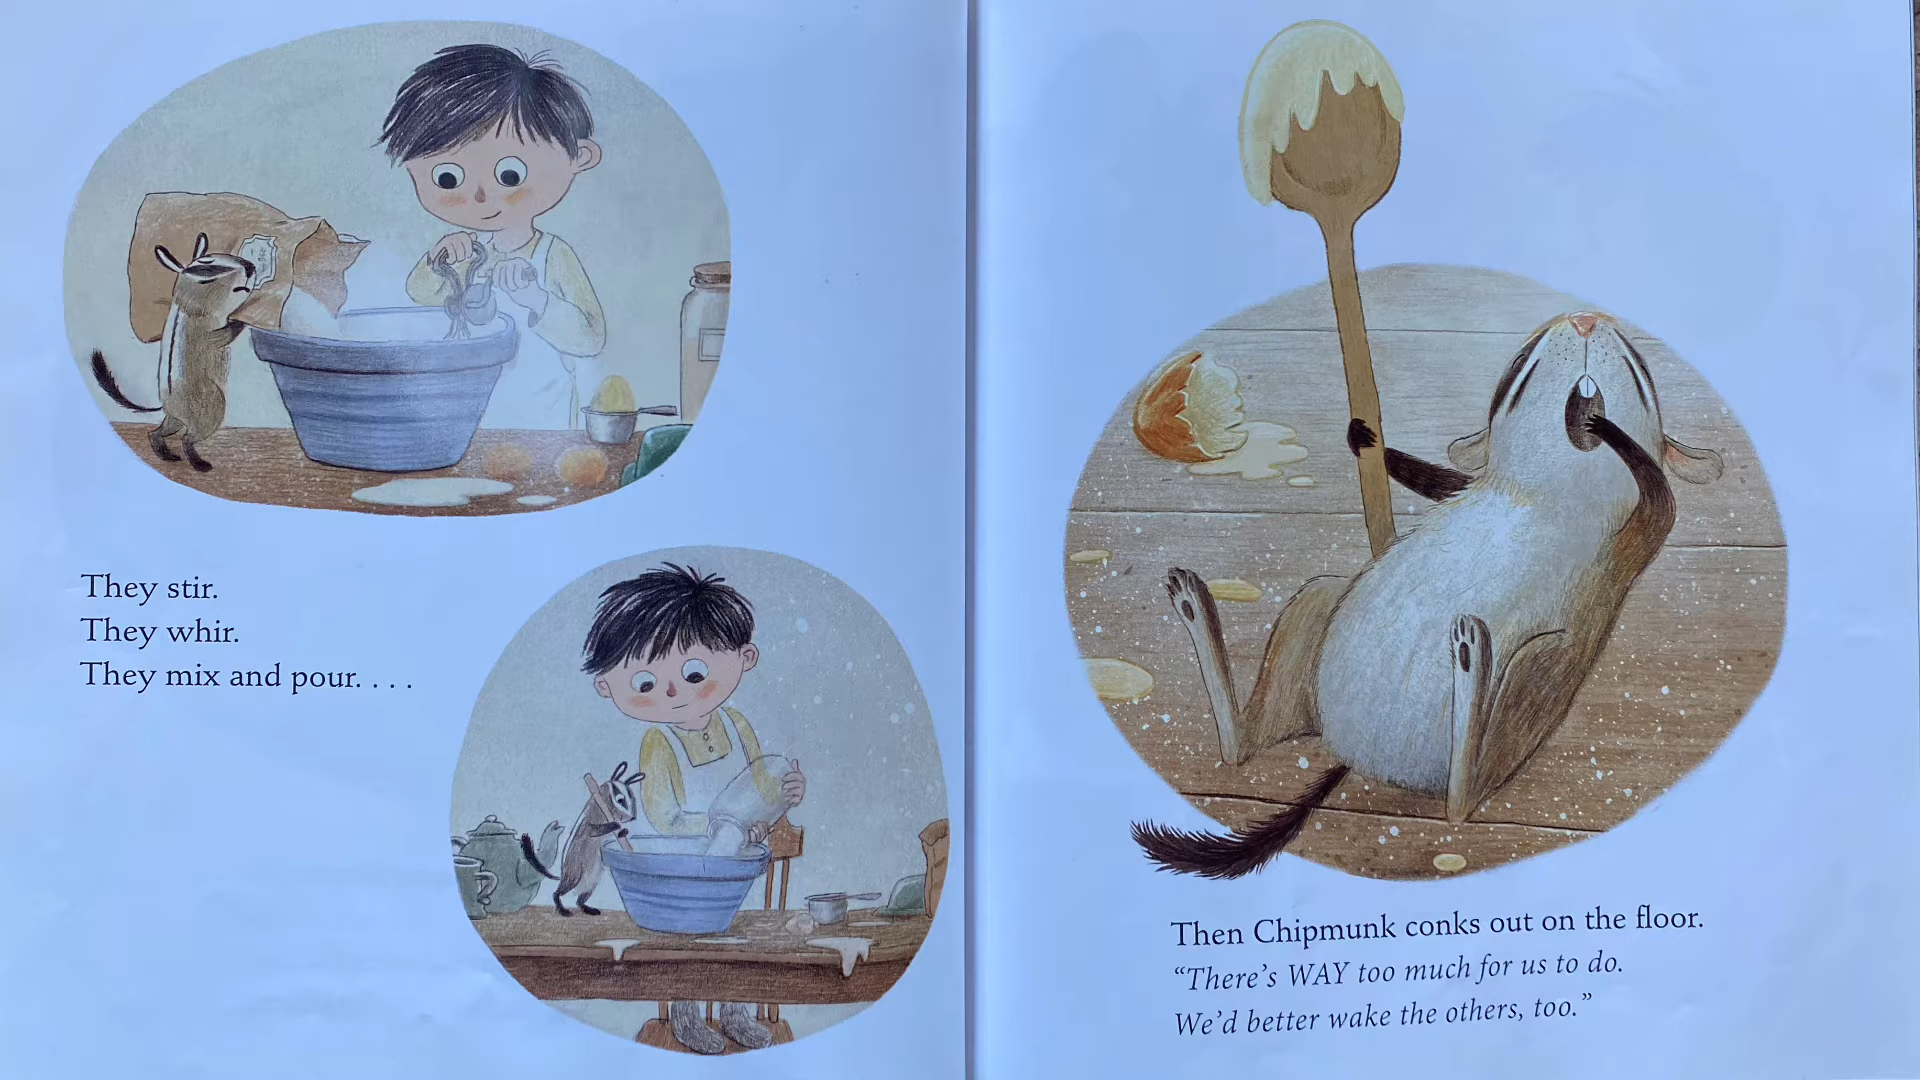 They stir.
They whir.
They mix and pour. . . .
Then Chipmunk conks out on the floor.
“There’s WAY too much for us to do.
We’d better wake the others, too.”